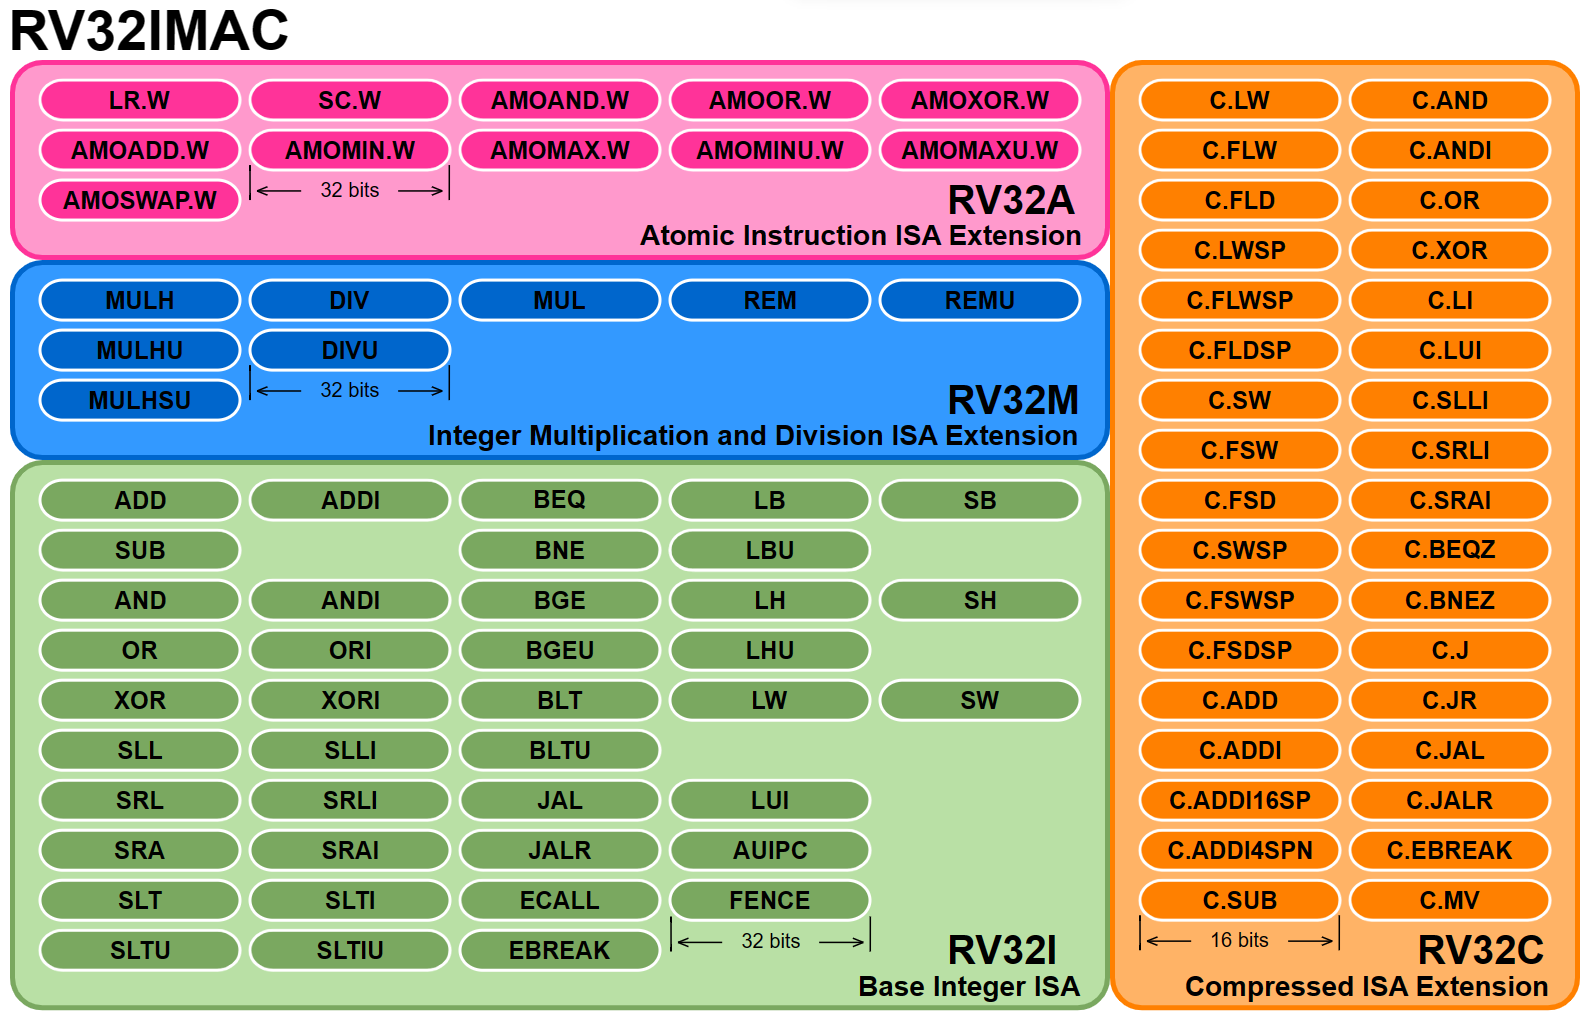 RV32IMAC
LR.W SC.W AMOAND.W AMOOR.W AMOXOR.W
AMOADD.W AMOMIN.W AMOMAX.W AMOMINU.W AMOMAXU.W
AMOSWAP.W 32 bits
RV32A
Atomic Instruction ISA Extension
MULH DIV MUL REM REMU
MULHU DIVU
MULHSU 32 bits
RV32M
Integer Multiplication and Division ISA Extension
ADD ADDI BEQ LB SB
SUB BNE LBU
AND ANDI BGE LH SH
OR ORI BGEU LHU
XOR XORI BLT LW SW
SLL SLLI BLTU
SRL SRLI JAL LUI
SRA SRAI JALR AUIPC
SLT SLTI ECALL FENCE
SLTU SLTIU EBREAK 32 bits
RV32I
Base Integer ISA
C.LW C.AND
C.FLW C.ANDI
C.FLD C.OR
C.LWSP C.XOR
C.FLWSP C.LI
C.FLDSP C.LUI
C.SW C.SLLI
C.FSW C.SRLI
C.FSD C.SRAI
C.SWSP C.BEQZ
C.FSWSP C.BNEZ
C.FSDSP C.J
C.ADD C.JR
C.ADDI C.JAL
C.ADDI16SP C.JALR
C.ADDI4SPN C.EBREAK
C.SUB C.MV
16 bits
RV32C
Compressed ISA Extension